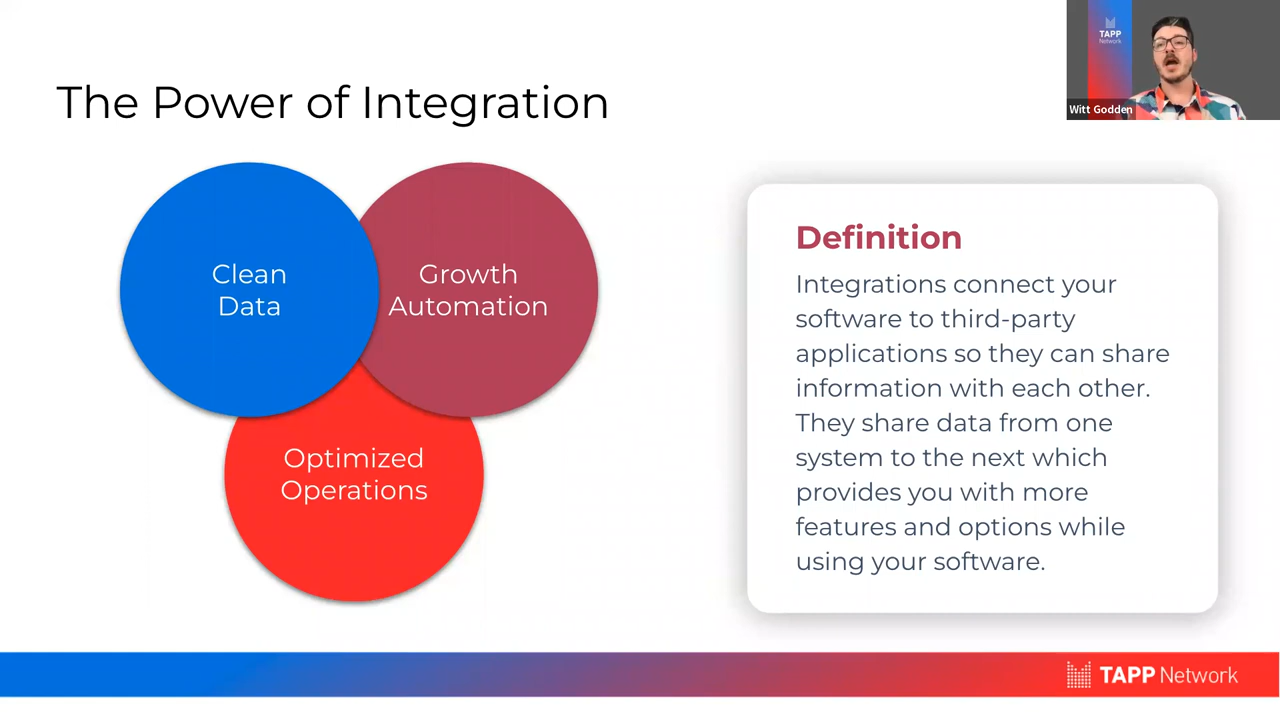 TAPP
Network
Witt Godden
The Power of Integration
Clean
Data
Growth
Automation
Optimized
Operations
Definition
Integrations connect your
software to third-party
applications so they can share
information with each other.
They share data from one
system to the next which
provides you with more
features and options while
using your software.
TAPP Network